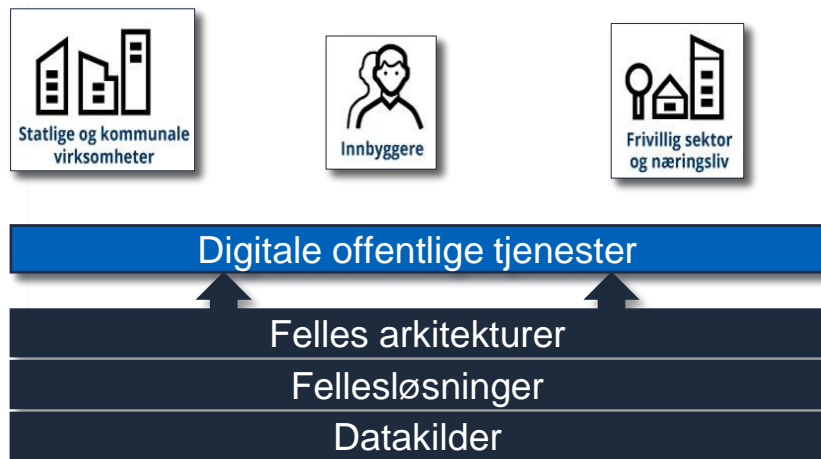 Statlige og kommunale
virksomheter
Innbyggere
Frivillig sektor
og næringsliv
Digitale offentlige tjenester
Felles arkitekturer
Fellesløsninger
Datakilder